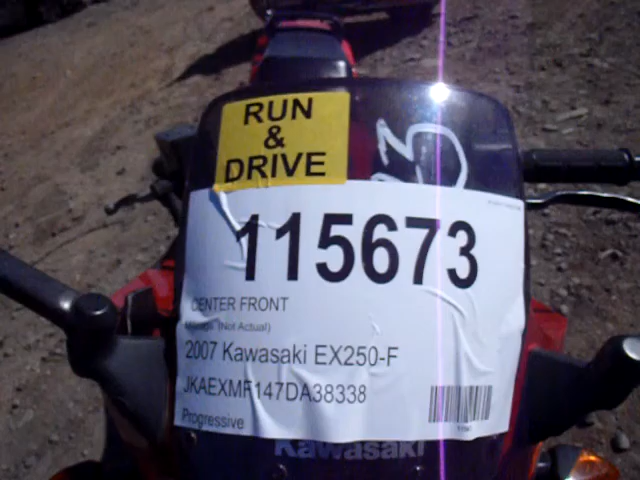 RUN
&
DRIVE
115673
CENTER FRONT
(Not Actual)
2007 Kawasaki EX250-F
JKAEXMF147DA38338
Progressive
Kawasaki